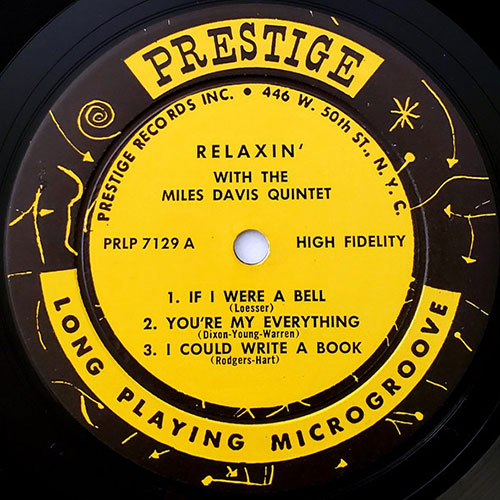 PRESTIGE
PRESTIGE RECORDS INC. • 446 W. 50th ST., N. Y. C.
RELAXIN'
WITH THE
MILES DAVIS QUINTET
PRLP 7129 A HIGH FIDELITY
1. IF I WERE A BELL
(Loesser)
2. YOU'RE MY EVERYTHING
(Dixon-Young-Warren)
3. I COULD WRITE A BOOK
(Rodgers-Hart)
LONG PLAYING MICROGROOVE